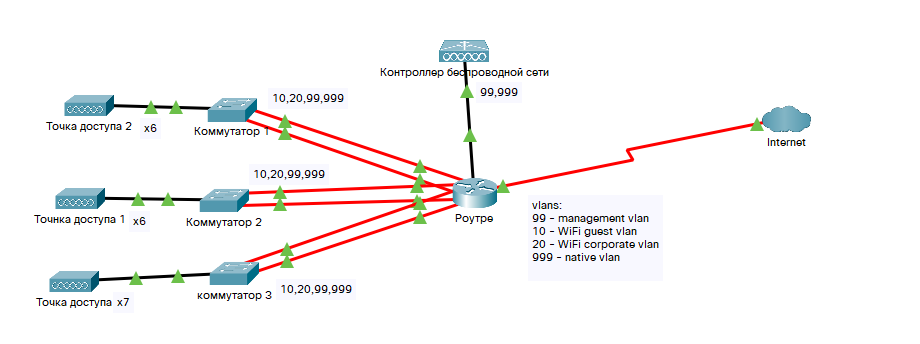 Контроллер беспроводной сети
99,999
10,20,99,999
Точка доступа 2
x6
Коммутатор 1
Internet
10,20,99,999
Точнка доступа 1
x6
Коммутатор 2
Роутре
vlans:
99 - management vlan
10 - WiFi guest vlan
20 - WiFi corporate vlan
999 - native vlan
Точка доступа
x7
коммутатор 3
10,20,99,999